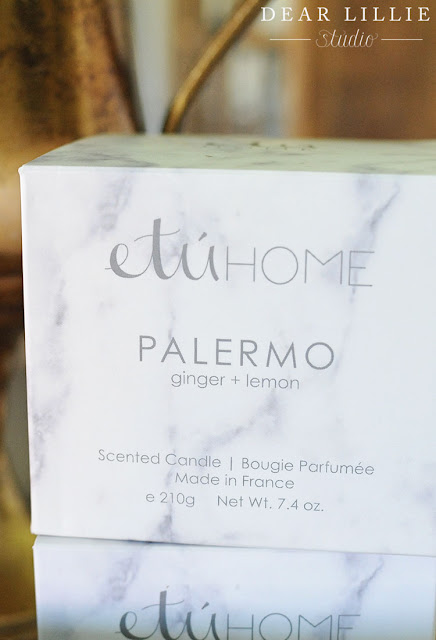 DEAR LILLIE
studio
etúHOME
PALERMO
ginger + lemon
Scented Candle | Bougie Parfumée
Made in France
e 210g Net Wt. 7.4 oz.
etúHOME